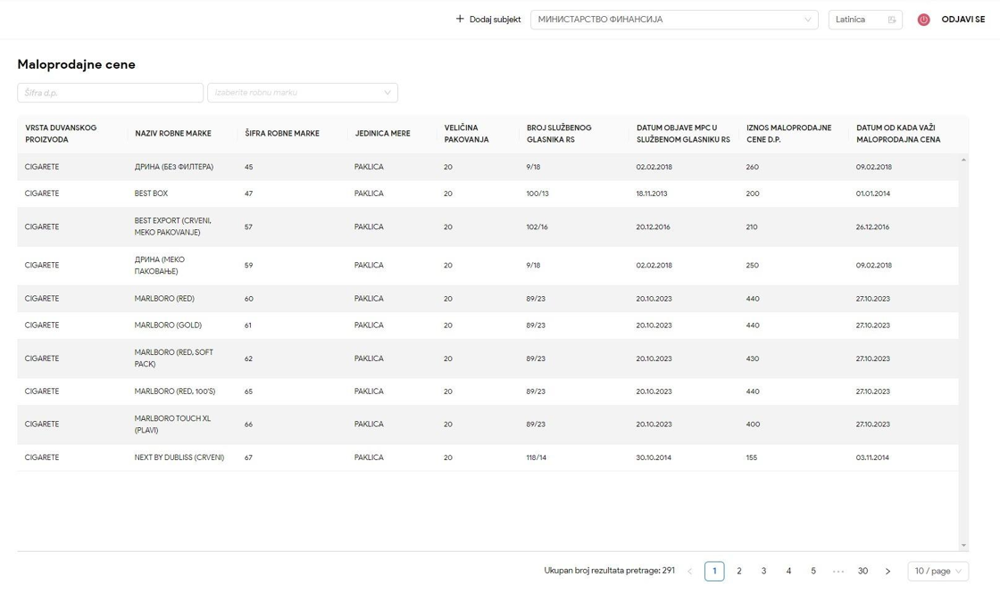 + Dodaj subjekt МИНИСТАРСТВО ФИНАНСИЈА Latinica ODJAVI SE
Maloprodajne cene
Šifra d.p. Izaberite robnu marku
VRSTA DUVANSKOG PROIZVODA NAZIV ROBNE MARKE ŠIFRA ROBNE MARKE JEDINICA MERE VELIČINA PAKOVANJA BROJ SLUŽBENOG GLASNIKA RS DATUM OBJAVE MPC U SLUŽBENOM GLASNIKU RS IZNOS MALOPRODAJNE CENE D.P. DATUM OD KADA VAŽI MALOPRODAJNA CENA
CIGARETE ДРИНА (БЕЗ ФИЛТЕРА) 45 PAKLICA 20 9/18 02.02.2018 260 09.02.2018
CIGARETE BEST BOX 47 PAKLICA 20 100/13 18.11.2013 200 01.01.2014
CIGARETE BEST EXPORT (CRVENI, MEKO PAKOVANJE) 57 PAKLICA 20 102/16 20.12.2016 210 26.12.2016
CIGARETE ДРИНА (МЕКО ПАКОВАЊЕ) 59 PAKLICA 20 9/18 02.02.2018 250 09.02.2018
CIGARETE MARLBORO (RED) 60 PAKLICA 20 89/23 20.10.2023 440 27.10.2023
CIGARETE MARLBORO (GOLD) 61 PAKLICA 20 89/23 20.10.2023 440 27.10.2023
CIGARETE MARLBORO (RED, SOFT PACK) 62 PAKLICA 20 89/23 20.10.2023 430 27.10.2023
CIGARETE MARLBORO (RED, 100'S) 65 PAKLICA 20 89/23 20.10.2023 440 27.10.2023
CIGARETE MARLBORO TOUCH XL (PLAVI) 66 PAKLICA 20 89/23 20.10.2023 400 27.10.2023
CIGARETE NEXT BY DUBLISS (CRVENI) 67 PAKLICA 20 118/14 30.10.2014 155 03.11.2014
Ukupan broj rezultata pretrage: 291 < 1 2 3 4 5 ••• 30 > 10 / page